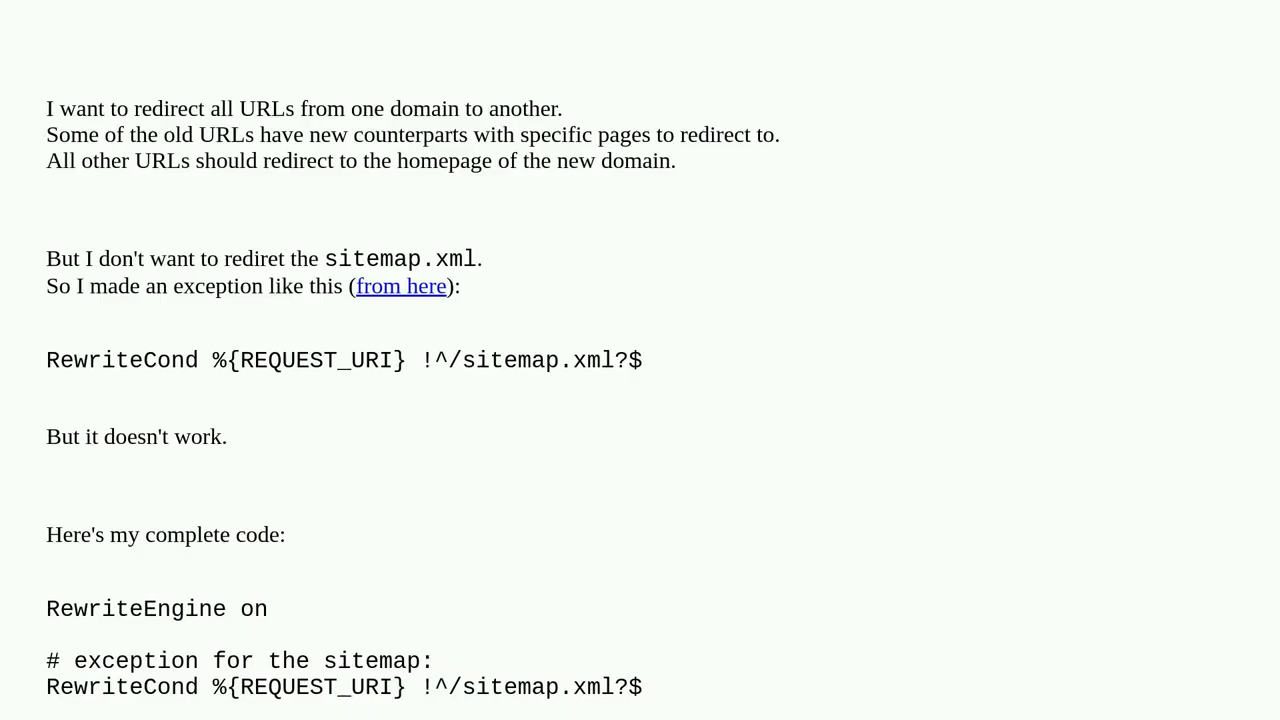 I want to redirect all URLs from one domain to another.
Some of the old URLs have new counterparts with specific pages to redirect to.
All other URLs should redirect to the homepage of the new domain.
But I don't want to rediret the sitemap.xml.
So I made an exception like this (from here):
RewriteCond %{REQUEST_URI} !^/sitemap.xml?$
But it doesn't work.
Here's my complete code:
RewriteEngine on
# exception for the sitemap:
RewriteCond %{REQUEST_URI} !^/sitemap.xml?$